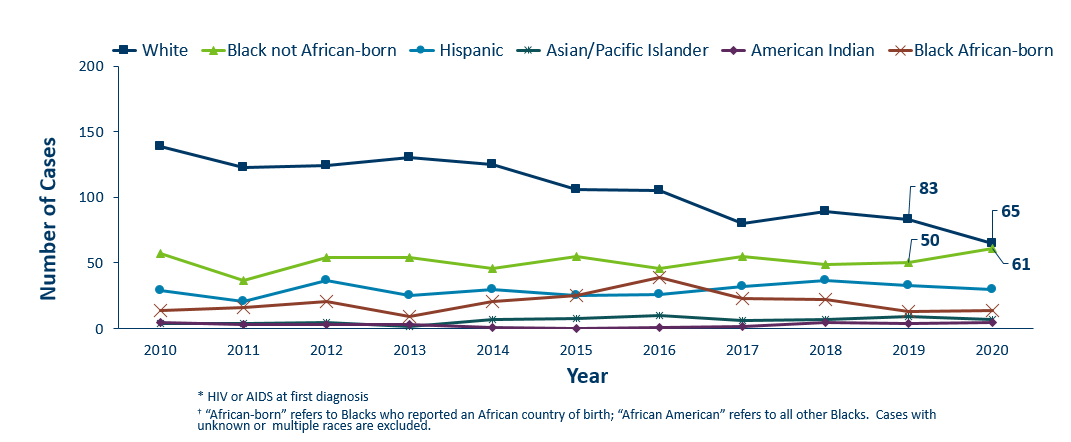 White Black not African-born Hispanic Asian/Pacific Islander American Indian Black African-born
200
150
100
50
0
Number of Cases
83
50
65
61
2010 2011 2012 2013 2014 2015 2016 2017 2018 2019 2020
Year
* HIV or AIDS at first diagnosis
† “African-born” refers to Blacks who reported an African country of birth; “African American” refers to all other Blacks. Cases with
unknown or multiple races are excluded.